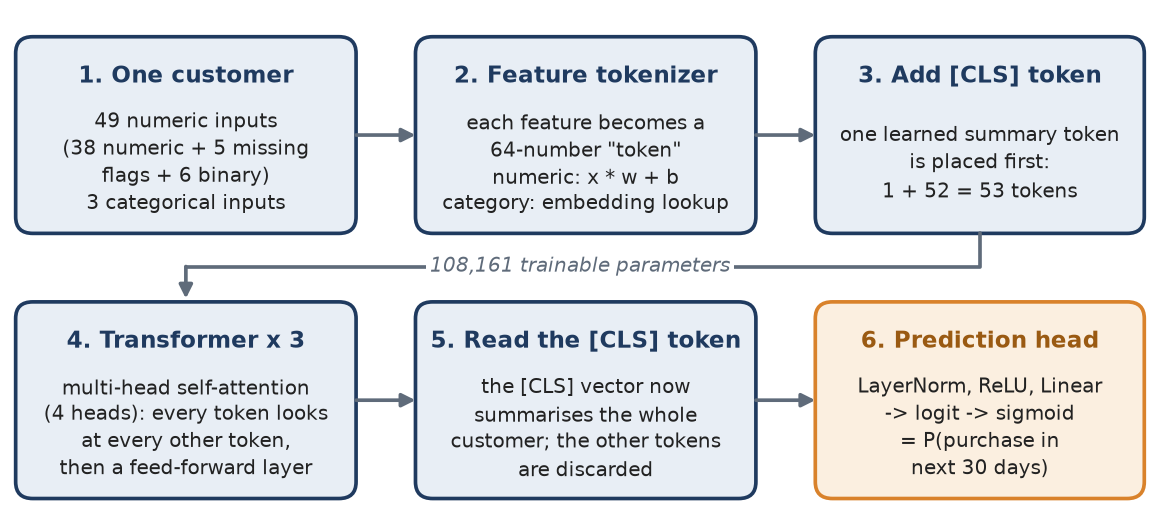 1. One customer
49 numeric inputs
(38 numeric + 5 missing
flags + 6 binary)
3 categorical inputs
2. Feature tokenizer
each feature becomes a
64-number "token"
numeric: x * w + b
category: embedding lookup
3. Add [CLS] token
one learned summary token
is placed first:
1 + 52 = 53 tokens
108,161 trainable parameters
4. Transformer x 3
multi-head self-attention
(4 heads): every token looks
at every other token,
then a feed-forward layer
5. Read the [CLS] token
the [CLS] vector now
summarises the whole
customer; the other tokens
are discarded
6. Prediction head
LayerNorm, ReLU, Linear
-> logit -> sigmoid
= P(purchase in
next 30 days)